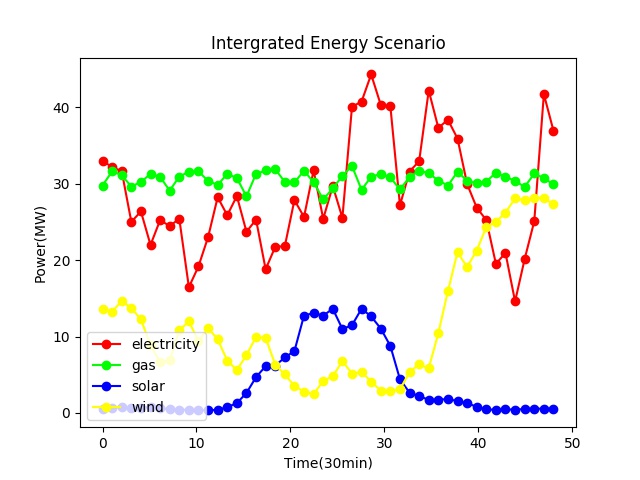 Intergrated Energy Scenario
Power(MW)
40
30
20
10
0
electricity
gas
solar
wind
0 10 20 30 40 50
Time(30min)